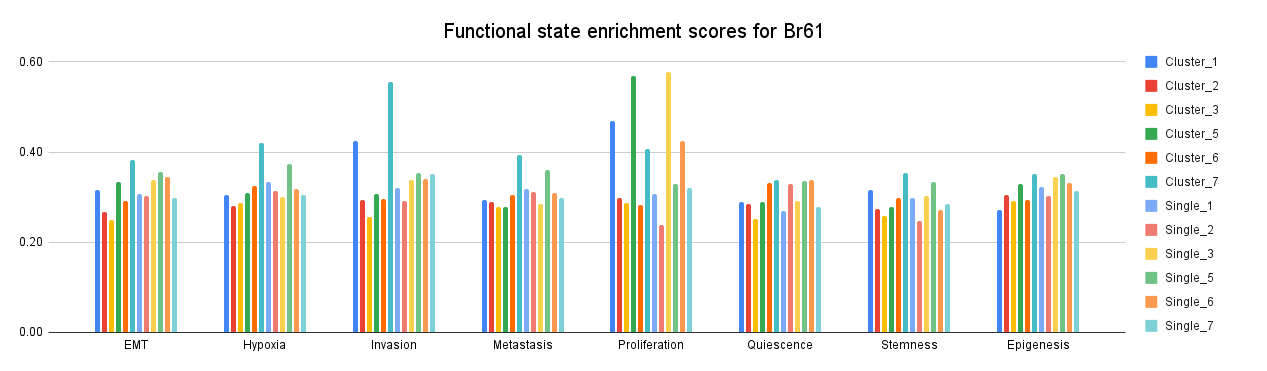 Functional state enrichment scores for Br61
0.60
0.40
0.20
0.00
EMT
Hypoxia
Invasion
Metastasis
Proliferation
Quiescence
Stemness
Epigenesis
Cluster_1
Cluster_2
Cluster_3
Cluster_5
Cluster_6
Cluster_7
Single_1
Single_2
Single_3
Single_5
Single_6
Single_7